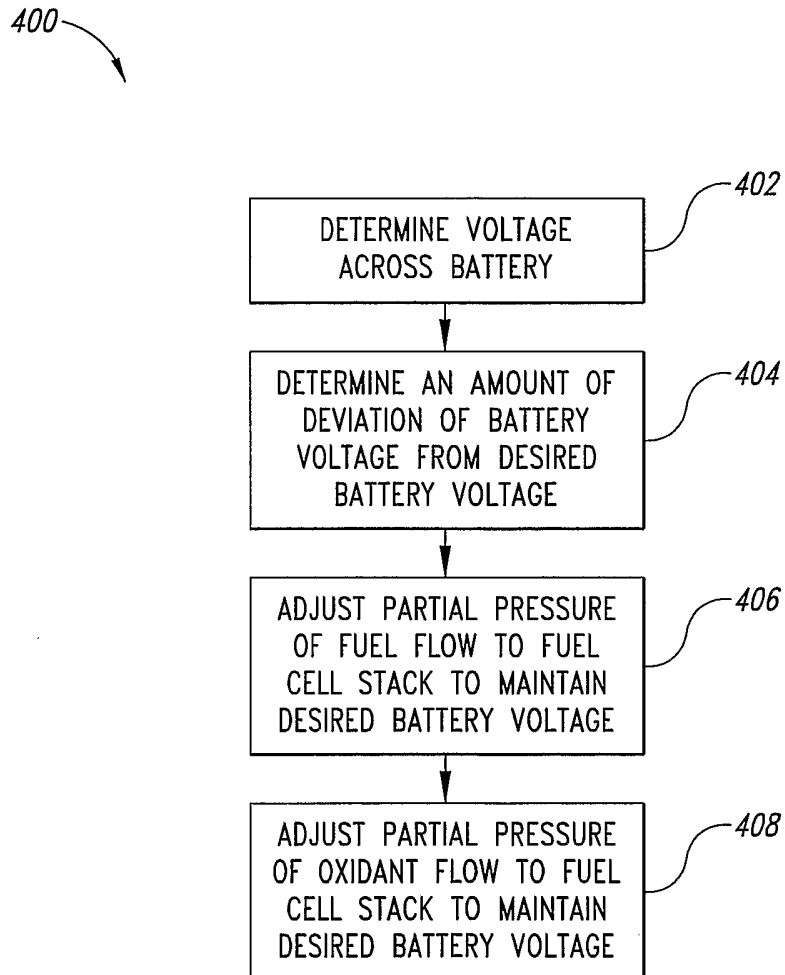 400
402
DETERMINE VOLTAGE
ACROSS BATTERY
404
DETERMINE AN AMOUNT OF
DEVIATION OF BATTERY
VOLTAGE FROM DESIRED
BATTERY VOLTAGE
406
ADJUST PARTIAL PRESSURE
OF FUEL FLOW TO FUEL
CELL STACK TO MAINTAIN
DESIRED BATTERY VOLTAGE
408
ADJUST PARTIAL PRESSURE
OF OXIDANT FLOW TO FUEL
CELL STACK TO MAINTAIN
DESIRED BATTERY VOLTAGE